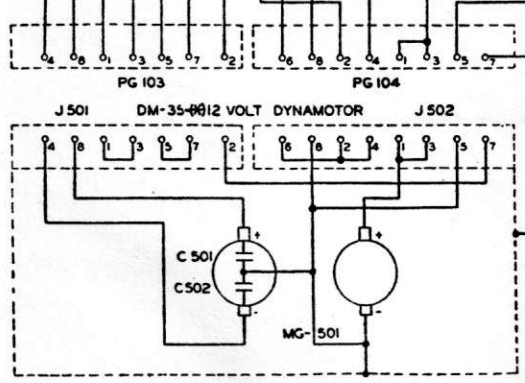 4 8 1 3 5 7 2 6 8 2 4 1 3 5 7
PG 103 PG 104
J 501 DM-35-(*)12 VOLT DYNAMOTOR J 502
4 8 1 3 5 7 2 6 8 2 4 1 3 5 7
+ +
C 501
C 502
- -
MG-501